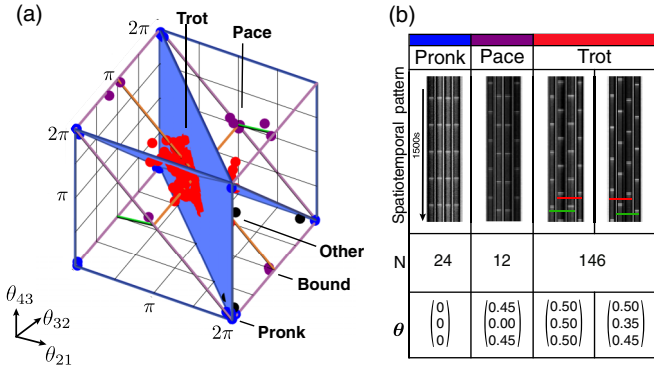 (a)
Trot
Pace
2π
π
2π
π
π
2π
Other
Bound
Pronk
θ43
θ32
θ21
(b)
Pronk Pace Trot
Spatiotemporal pattern
1500s
N 24 12 146
θ (0 0 0) (0.45 0.00 0.45) (0.50 0.50 0.50) (0.50 0.35 0.45)